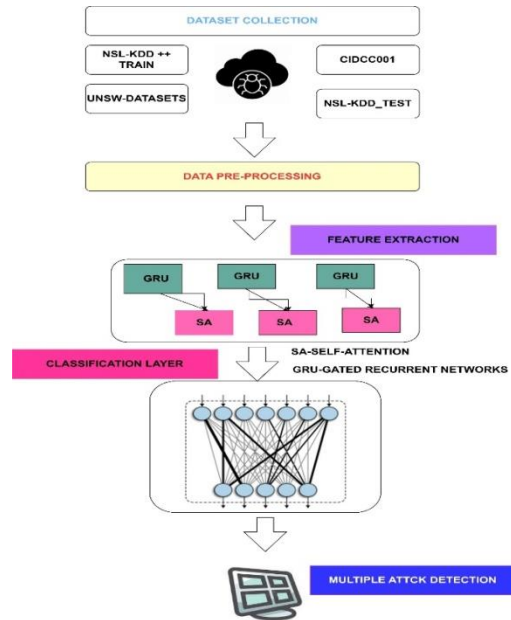 DATASET COLLECTION
NSL-KDD ++
TRAIN
CIDCC001
UNSW-DATASETS
NSL-KDD_TEST
DATA PRE-PROCESSING
FEATURE EXTRACTION
GRU
GRU
GRU
SA
SA
SA
SA-SELF-ATTENTION
CLASSIFICATION LAYER
GRU-GATED RECURRENT NETWORKS
MULTIPLE ATTCK DETECTION